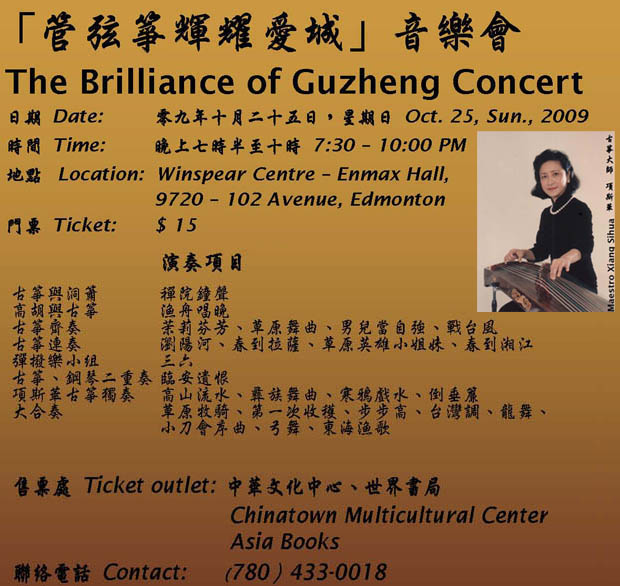 「管弦箏輝耀愛城」音樂會
The Brilliance of Guzheng Concert
日期 Date: 零九年十月二十五日，星期日 Oct. 25, Sun., 2009
時間 Time: 晚上七時半至十時 7:30 – 10:00 PM
地點 Location: Winspear Centre – Enmax Hall,
9720 – 102 Avenue, Edmonton
門票 Ticket: $ 15
古箏大師 項斯華
Maestro Xiang Sihua
演奏項目
古箏與洞簫 禪院鐘聲
高胡與古箏 漁舟唱晚
古箏齊奏 茉莉芬芳、草原舞曲、男兒當自強、戰台風
古箏連奏 瀏陽河、春到拉薩、草原英雄小姐妹、春到湘江
彈撥樂小組 三六
古箏、鋼琴二重奏 臨安遺恨
項斯華古箏獨奏 高山流水、彝族舞曲、寒鴉戲水、倒垂簾
大合奏 草原牧騎、第一次收穫、步步高、台灣調、龍舞、
小刀會序曲、弓舞、東海漁歌
售票處 Ticket outlet: 中華文化中心、世界書局
Chinatown Multicultural Center
Asia Books
聯絡電話 Contact: (780 ) 433-0018